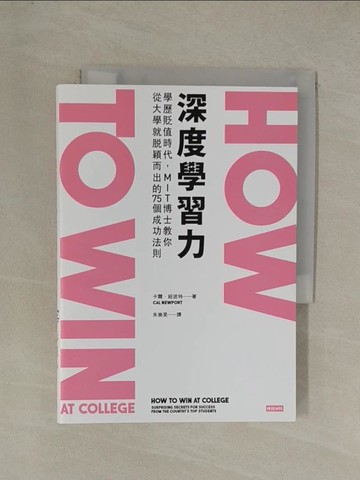 HOW
TO WIN
AT COLLEGE
深度學習力
學歷貶值時代，MIT博士教你
從大學就脫穎而出的75個成功法則
卡爾．紐波特──著
CAL NEWPORT
HOW TO WIN AT COLLEGE
SURPRISING SECRETS FOR SUCCESS
FROM THE COUNTRY'S TOP STUDENTS